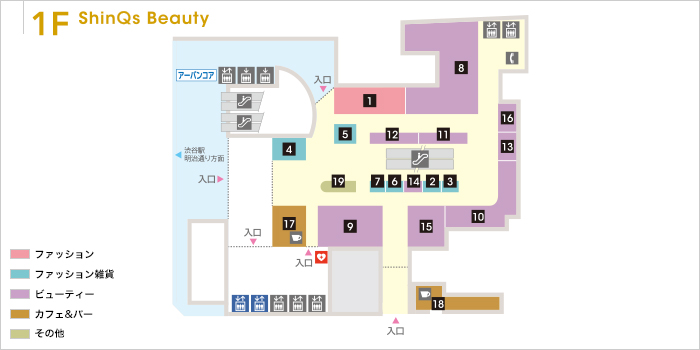 1F ShinQs Beauty
アーバンコア
入口
8
1
16
5
12
11
13
4
渋谷駅
明治通り方面
入口
19
7 6 14 2 3
10
17
9
15
入口
入口
18
入口
ファッション
ファッション雑貨
ビューティー
カフェ&バー
その他